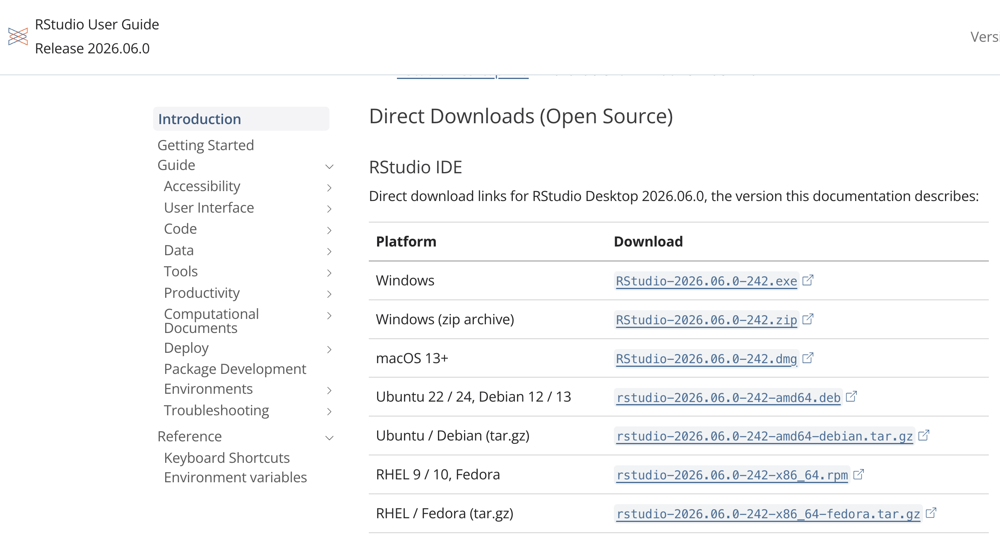 RStudio User Guide
Release 2026.06.0
Introduction
Getting Started
Guide
Accessibility
User Interface
Code
Data
Tools
Productivity
Computational
Documents
Deploy
Package Development
Environments
Troubleshooting
Reference
Keyboard Shortcuts
Environment variables
Direct Downloads (Open Source)
RStudio IDE
Direct download links for RStudio Desktop 2026.06.0, the version this documentation describes:
Platform Download
Windows RStudio-2026.06.0-242.exe
Windows (zip archive) RStudio-2026.06.0-242.zip
macOS 13+ RStudio-2026.06.0-242.dmg
Ubuntu 22 / 24, Debian 12 / 13 rstudio-2026.06.0-242-amd64.deb
Ubuntu / Debian (tar.gz) rstudio-2026.06.0-242-amd64-debian.tar.gz
RHEL 9 / 10, Fedora rstudio-2026.06.0-242-x86_64.rpm
RHEL / Fedora (tar.gz) rstudio-2026.06.0-242-x86_64-fedora.tar.gz